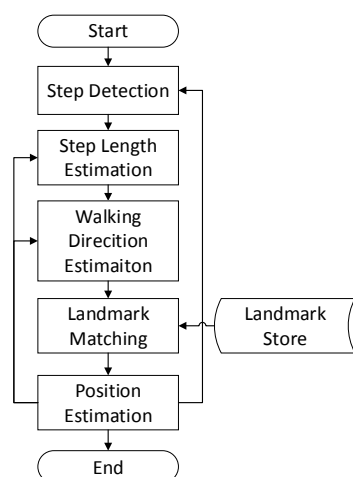 Start
Step Detection
Step Length
Estimation
Walking
Direcition
Estimaiton
Landmark
Matching
Landmark
Store
Position
Estimation
End